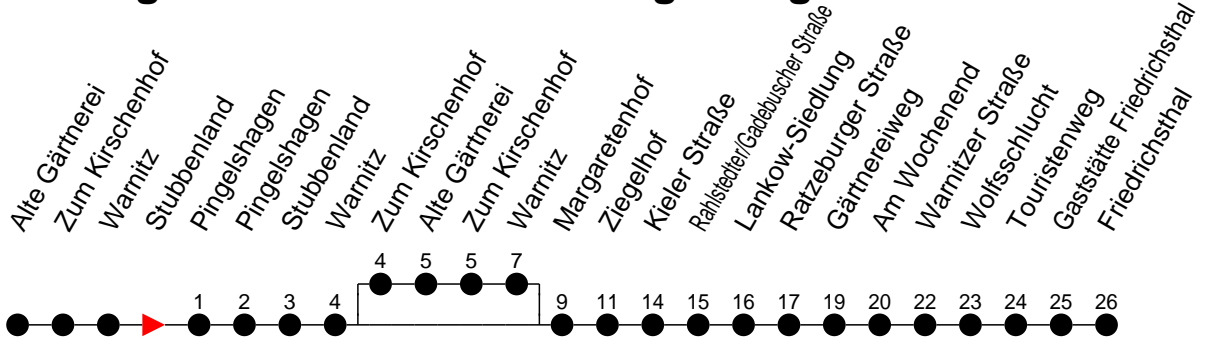 Alte Gärtnerei
Zum Kirschenhof
Warnitz
Stubbenland
Pingelshagen
Pingelshagen
Stubbenland
Warnitz
Zum Kirschenhof
Alte Gärtnerei
Zum Kirschenhof
Warnitz
Margaretenhof
Ziegelhof
Kieler Straße
Rahlstedter/Gadebuscher Straße
Lankow-Siedlung
Ratzeburger Straße
Gärtnereiweg
Am Wochenend
Warnitzer Straße
Wolfsschlucht
Touristenweg
Gaststätte Friedrichsthal
Friedrichsthal
4 5 5 7
1 2 3 4 9 11 14 15 16 17 19 20 22 23 24 25 26